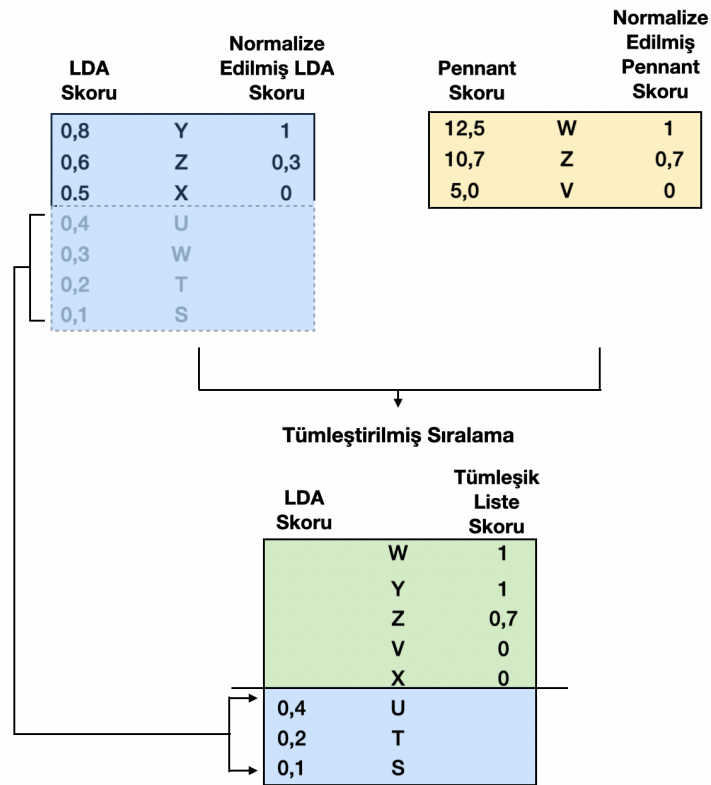 LDA
Skoru
Normalize
Edilmiş LDA
Skoru
0,8 Y 1
0,6 Z 0,3
0.5 X 0
0,4 U
0,3 W
0,2 T
0,1 S
Pennant
Skoru
Normalize
Edilmiş
Pennant
Skoru
12,5 W 1
10,7 Z 0,7
5,0 V 0
Tümleştirilmiş Sıralama
LDA
Skoru
Tümleşik
Liste
Skoru
W 1
Y 1
Z 0,7
V 0
X 0
0,4 U
0,2 T
0,1 S